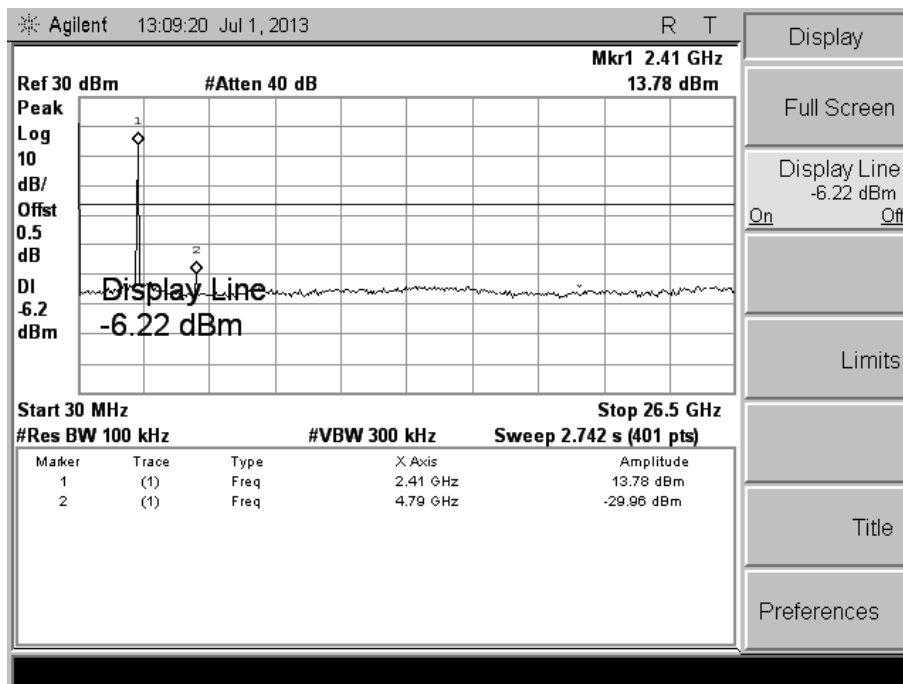 Agilent 13:09:20 Jul 1, 2013 R T
Mkr1 2.41 GHz
Ref 30 dBm #Atten 40 dB 13.78 dBm
Peak
Log
10
dB/
Offst
0.5
dB
DI
-6.2
dBm
1
2
Display Line
-6.22 dBm
Start 30 MHz Stop 26.5 GHz
#Res BW 100 kHz #VBW 300 kHz Sweep 2.742 s (401 pts)
Marker Trace Type X Axis Amplitude
1 (1) Freq 2.41 GHz 13.78 dBm
2 (1) Freq 4.79 GHz -29.96 dBm
Display
Full Screen
Display Line
-6.22 dBm
On Off
Limits
Title
Preferences